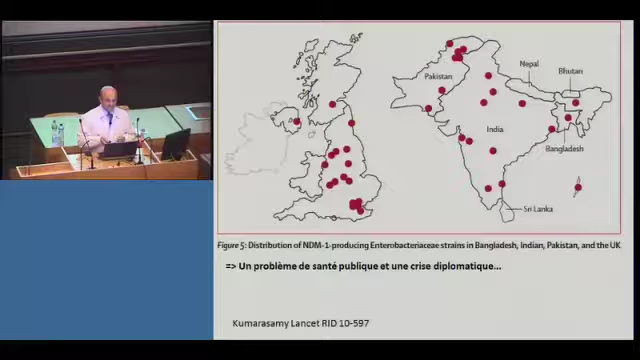 Nepal
Bhutan
Pakistan
India
Bangladesh
Sri Lanka
Figure 5: Distribution of NDM-1-producing Enterobacteriaceae strains in Bangladesh, Indian, Pakistan, and the UK
=> Un problème de santé publique et une crise diplomatique...
Kumarasamy Lancet RID 10-597